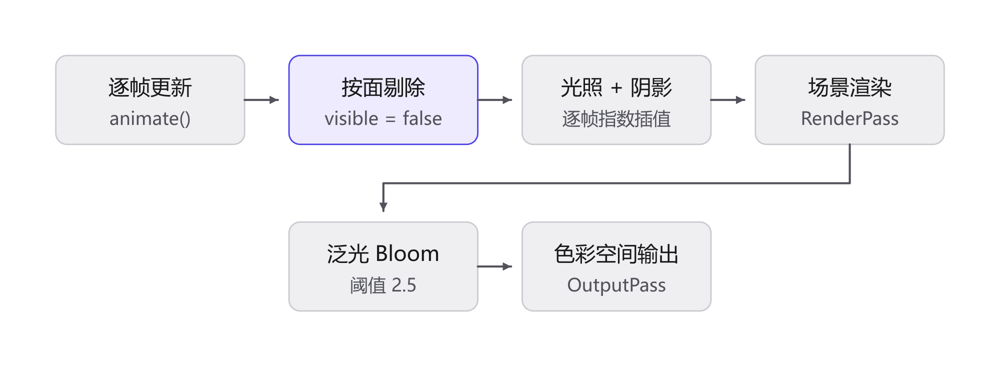 逐帧更新
animate()
按面剔除
visible = false
光照 + 阴影
逐帧指数插值
场景渲染
RenderPass
泛光 Bloom
阈值 2.5
色彩空间输出
OutputPass